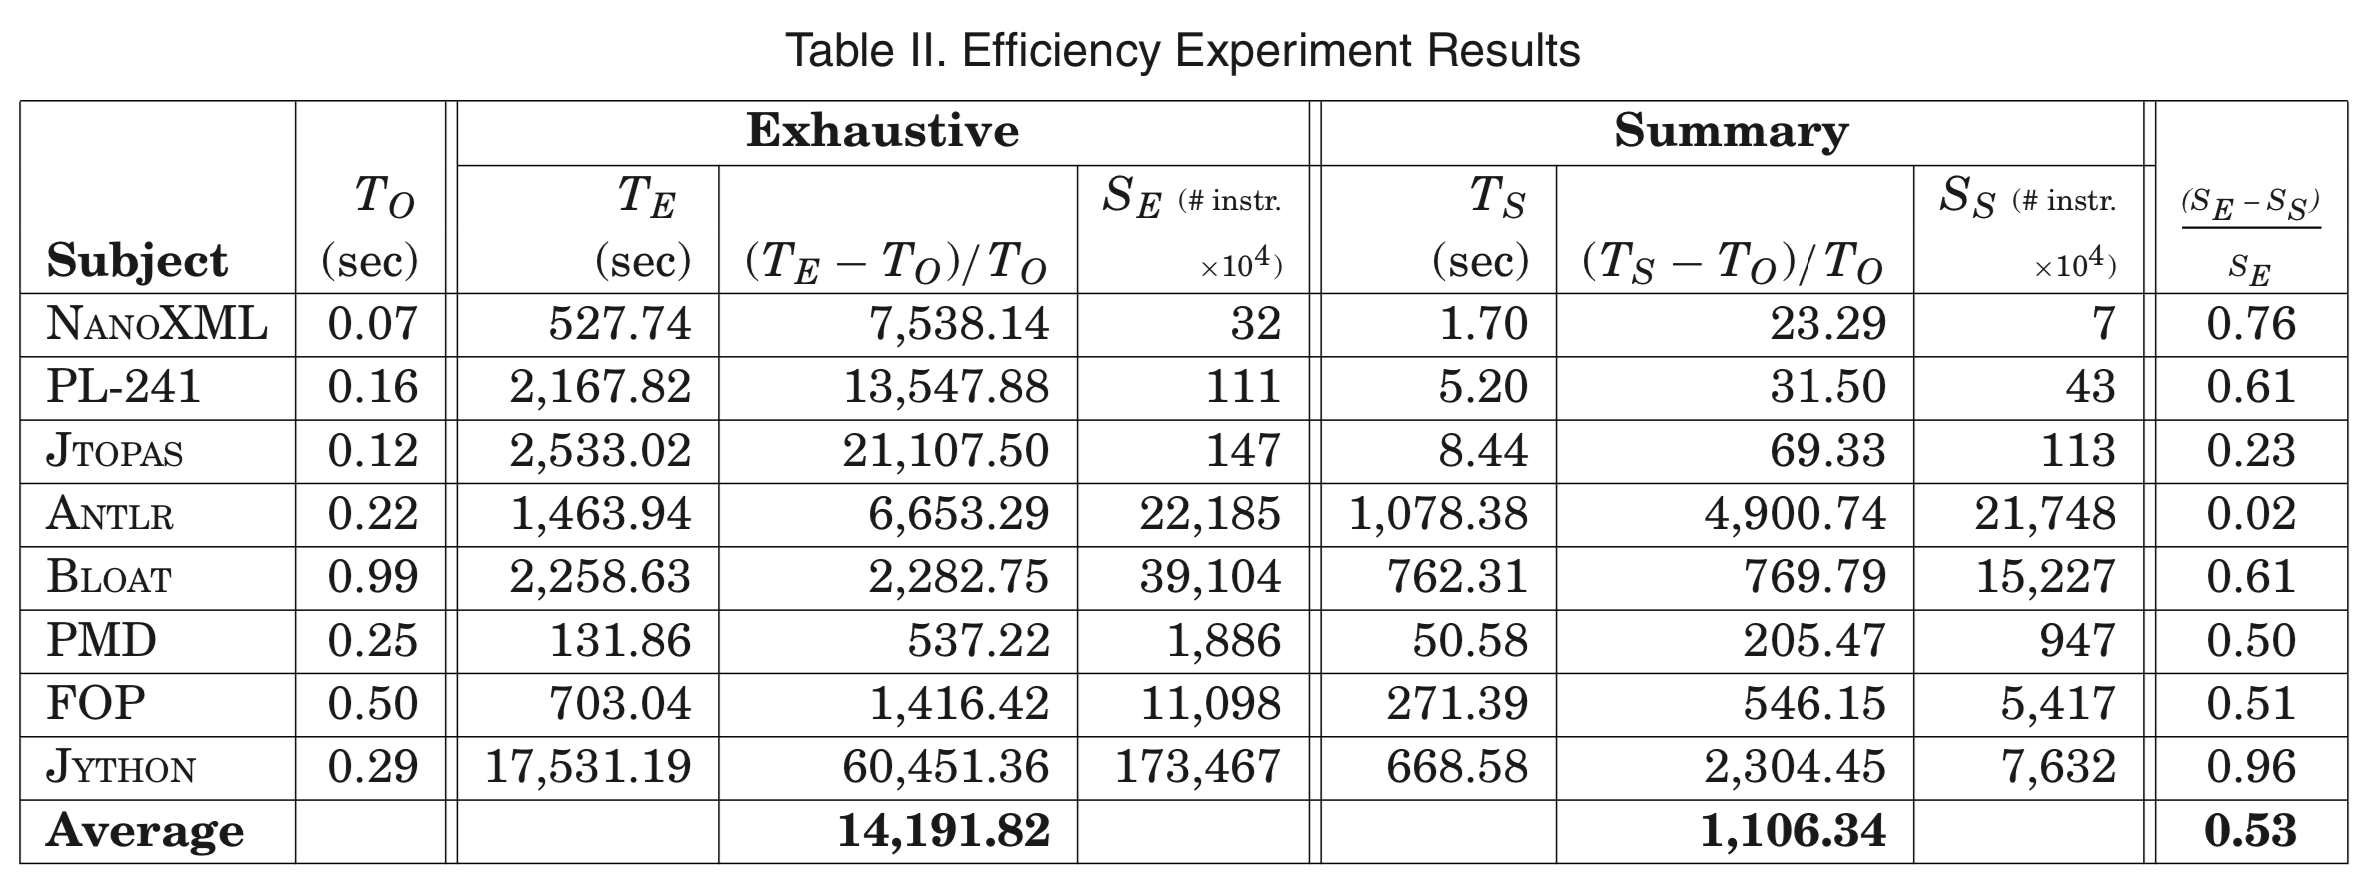 Table II. Efficiency Experiment Results
Exhaustive Summary
T_O T_E S_E (# instr. T_S S_S (# instr. (S_E – S_S)
Subject (sec) (sec) (T_E − T_O)/T_O ×10^4) (sec) (T_S − T_O)/T_O ×10^4) S_E
NANOXML 0.07 527.74 7,538.14 32 1.70 23.29 7 0.76
PL-241 0.16 2,167.82 13,547.88 111 5.20 31.50 43 0.61
JTOPAS 0.12 2,533.02 21,107.50 147 8.44 69.33 113 0.23
ANTLR 0.22 1,463.94 6,653.29 22,185 1,078.38 4,900.74 21,748 0.02
BLOAT 0.99 2,258.63 2,282.75 39,104 762.31 769.79 15,227 0.61
PMD 0.25 131.86 537.22 1,886 50.58 205.47 947 0.50
FOP 0.50 703.04 1,416.42 11,098 271.39 546.15 5,417 0.51
JYTHON 0.29 17,531.19 60,451.36 173,467 668.58 2,304.45 7,632 0.96
Average 14,191.82 1,106.34 0.53